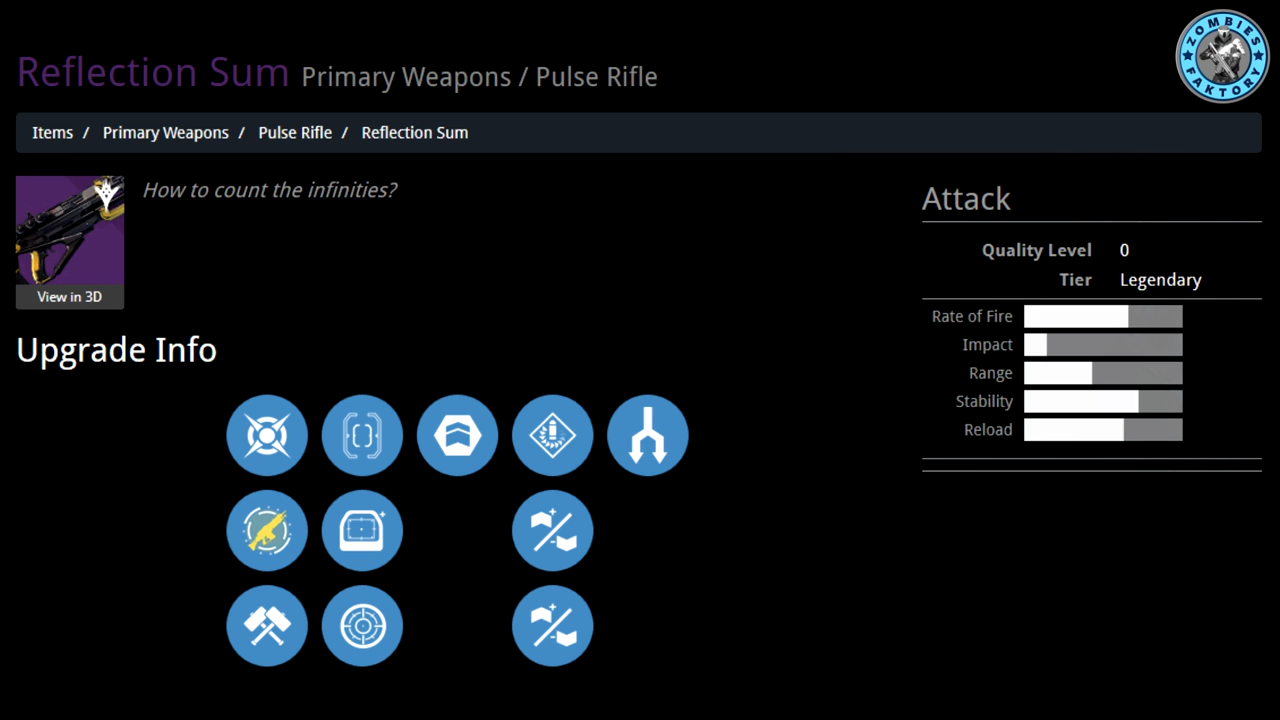 Reflection Sum Primary Weapons / Pulse Rifle
ZOMBIES
FAKTORY
Items / Primary Weapons / Pulse Rifle / Reflection Sum
How to count the infinities?
View in 3D
Attack
Quality Level 0
Tier Legendary
Rate of Fire
Impact
Range
Stability
Reload
Upgrade Info